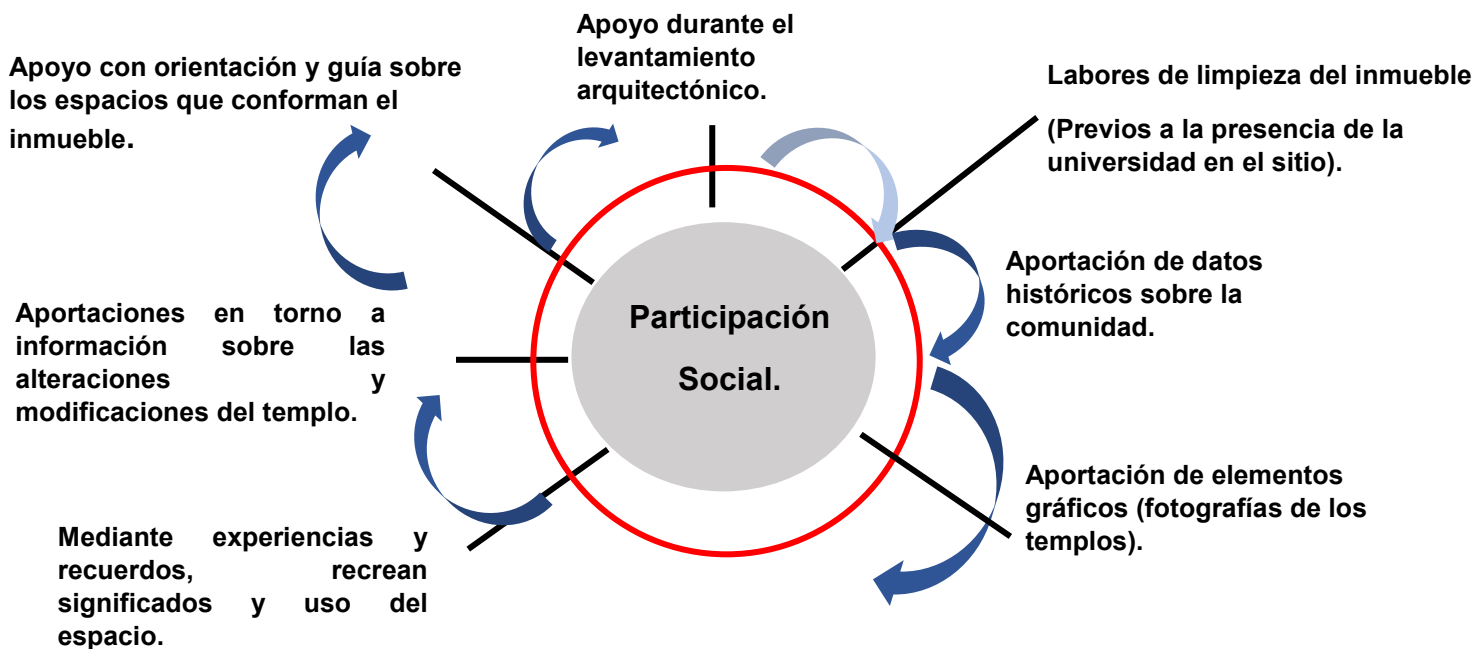 Apoyo durante el
levantamiento
arquitectónico.
Labores de limpieza del inmueble
(Previos a la presencia de la
universidad en el sitio).
Aportación de datos
históricos sobre la
comunidad.
Aportación de elementos
gráficos (fotografías de los
templos).
Mediante experiencias y
recuerdos, recrean
significados y uso del
espacio.
Aportaciones en torno a
información sobre las
alteraciones y
modificaciones del templo.
Apoyo con orientación y guía sobre
los espacios que conforman el
inmueble.
Participación
Social.